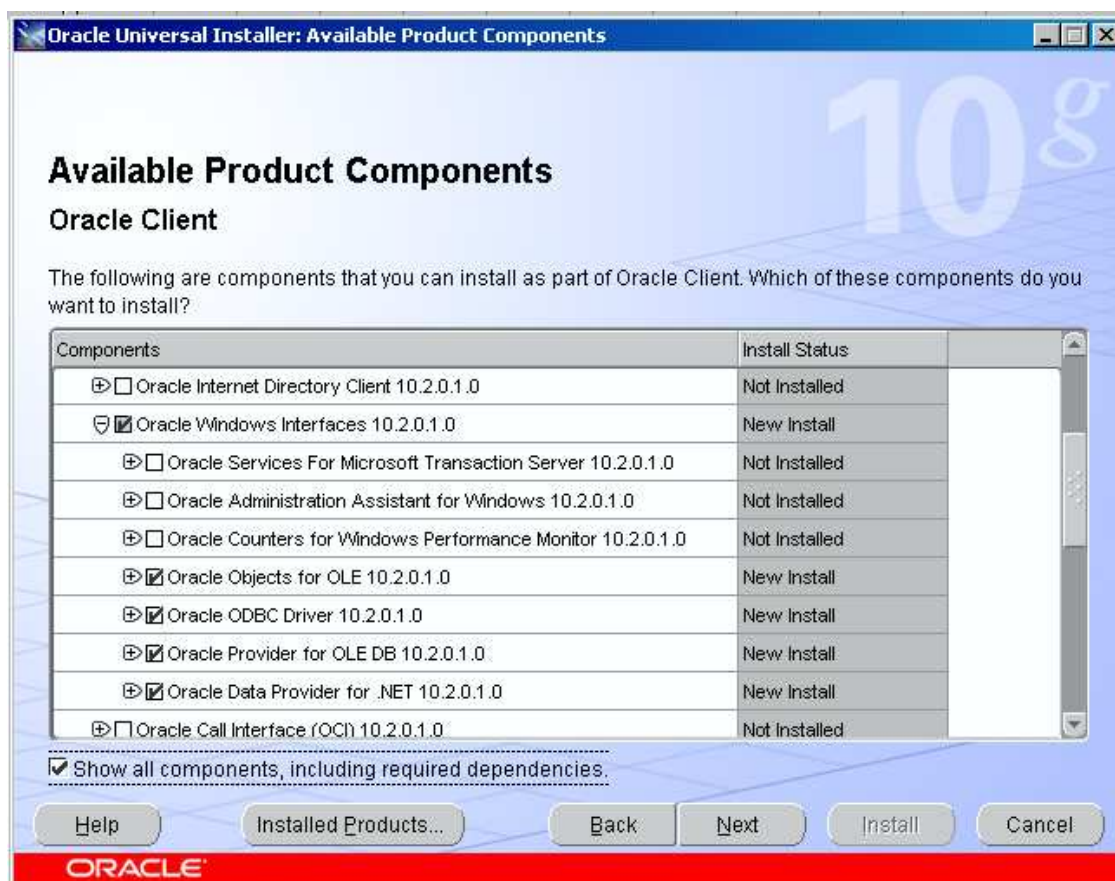 Oracle Universal Installer: Available Product Components
10g
Available Product Components
Oracle Client
The following are components that you can install as part of Oracle Client. Which of these components do you
want to install?
Components Install Status
Oracle Internet Directory Client 10.2.0.1.0 Not Installed
Oracle Windows Interfaces 10.2.0.1.0 New Install
Oracle Services For Microsoft Transaction Server 10.2.0.1.0 Not Installed
Oracle Administration Assistant for Windows 10.2.0.1.0 Not Installed
Oracle Counters for Windows Performance Monitor 10.2.0.1.0 Not Installed
Oracle Objects for OLE 10.2.0.1.0 New Install
Oracle ODBC Driver 10.2.0.1.0 New Install
Oracle Provider for OLE DB 10.2.0.1.0 New Install
Oracle Data Provider for .NET 10.2.0.1.0 New Install
Oracle Call Interface (OCI) 10.2.0.1.0 Not Installed
Show all components, including required dependencies.
Help Installed Products... Back Next Install Cancel
ORACLE